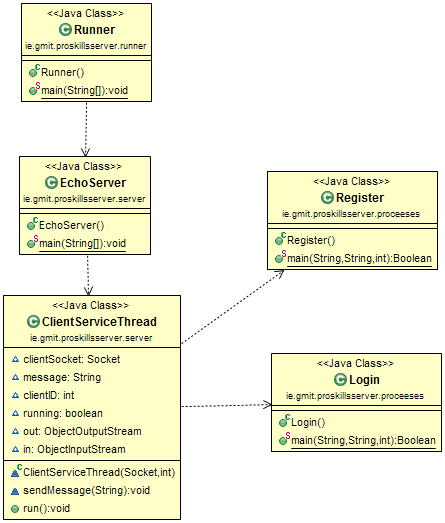 <<Java Class>>
Runner
ie.gmit.proskillsserver.runner
Runner()
main(String[]):void
<<Java Class>>
EchoServer
ie.gmit.proskillsserver.server
EchoServer()
main(String[]):void
<<Java Class>>
Register
ie.gmit.proskillsserver.proceeses
Register()
main(String,String,int):Boolean
<<Java Class>>
ClientServiceThread
ie.gmit.proskillsserver.server
clientSocket: Socket
message: String
clientID: int
running: boolean
out: ObjectOutputStream
in: ObjectInputStream
ClientServiceThread(Socket,int)
sendMessage(String):void
run():void
<<Java Class>>
Login
ie.gmit.proskillsserver.proceeses
Login()
main(String,String,int):Boolean